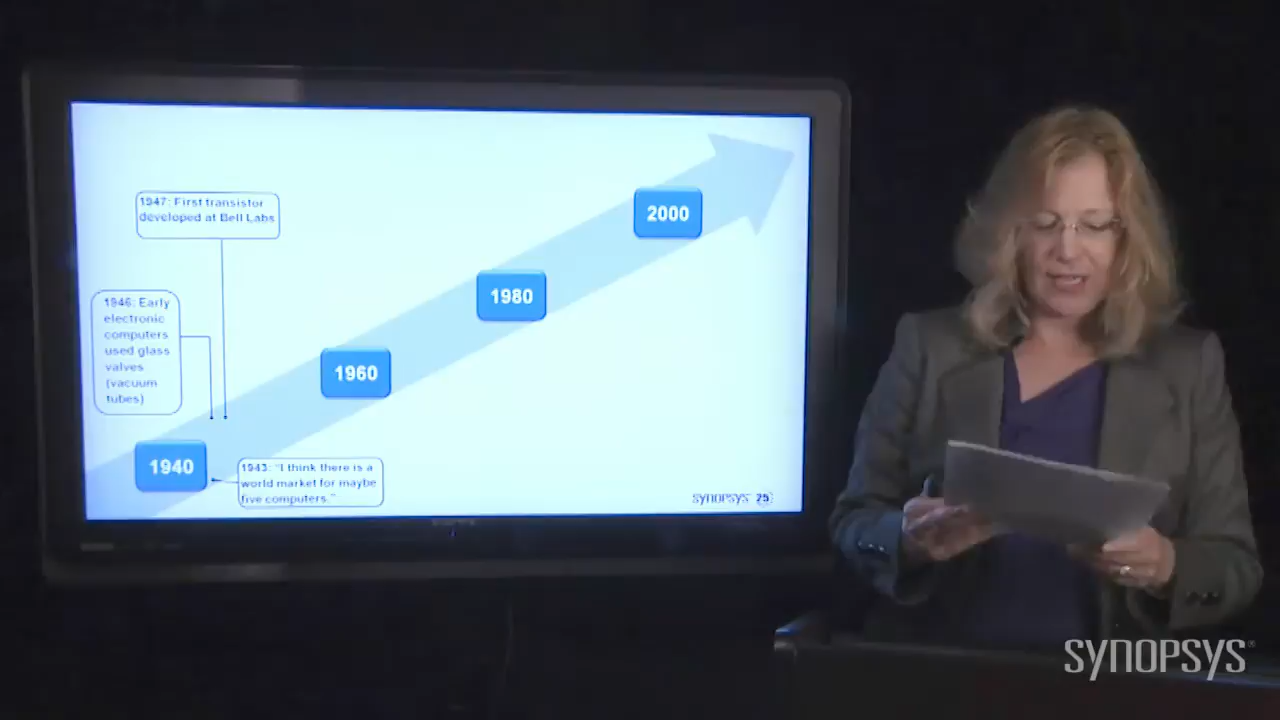 1947: First transistor
developed at Bell Labs
1946: Early
electronic
computers
used glass
valves
(vacuum
tubes)
2000
1980
1960
1940
1943: "I think there is a
world market for maybe
five computers."
SYNOPSYS 25
SYNOPSYS®